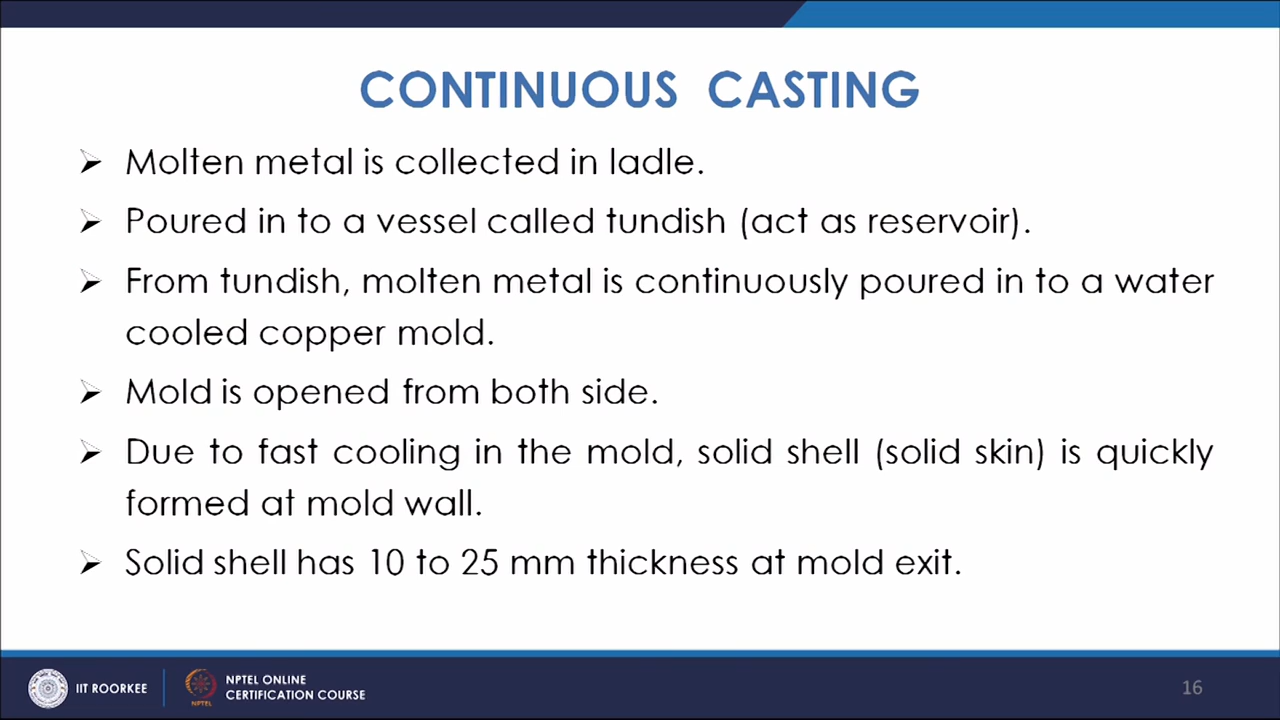 CONTINUOUS CASTING
➢ Molten metal is collected in ladle.
➢ Poured in to a vessel called tundish (act as reservoir).
➢ From tundish, molten metal is continuously poured in to a water
cooled copper mold.
➢ Mold is opened from both side.
➢ Due to fast cooling in the mold, solid shell (solid skin) is quickly
formed at mold wall.
➢ Solid shell has 10 to 25 mm thickness at mold exit.
IIT ROORKEE
NPTEL
NPTEL ONLINE
CERTIFICATION COURSE
16